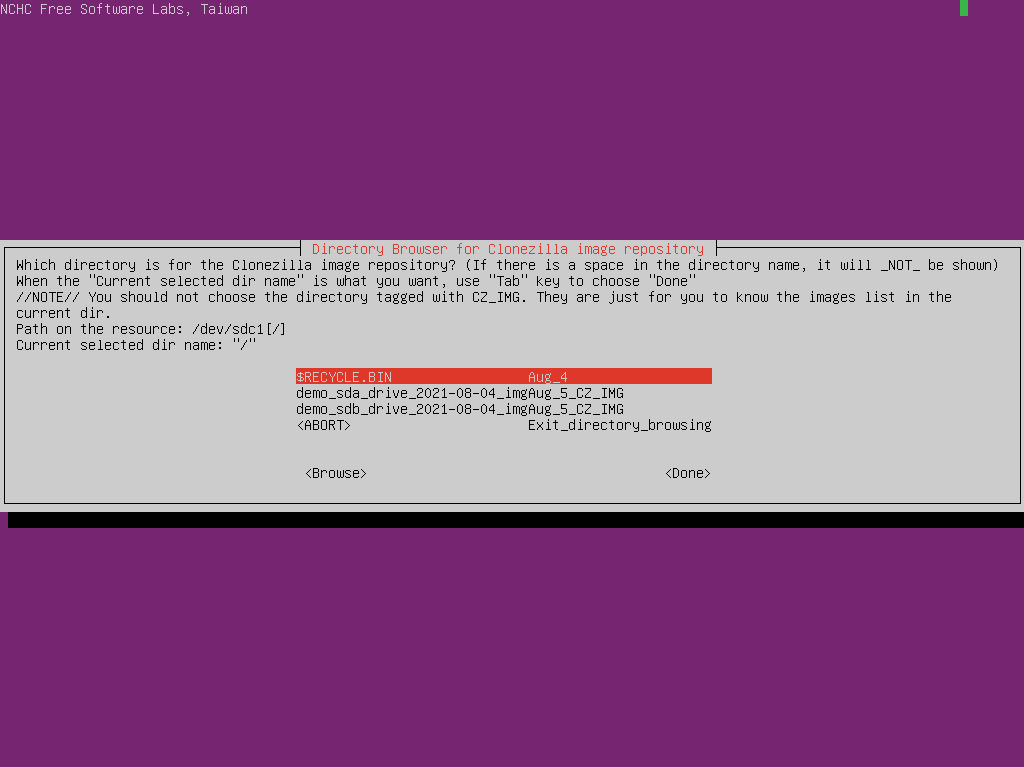 NCHC Free Software Labs, Taiwan
Directory Browser for Clonezilla image repository
Which directory is for the Clonezilla image repository? (If there is a space in the directory name, it will _NOT_ be shown)
When the "Current selected dir name" is what you want, use "Tab" key to choose "Done"
//NOTE// You should not choose the directory tagged with CZ_IMG. They are just for you to know the images list in the
current dir.
Path on the resource: /dev/sdc1[/]
Current selected dir name: "/"
$RECYCLE.BIN Aug_4
demo_sda_drive_2021-08-04_imgAug_5_CZ_IMG
demo_sdb_drive_2021-08-04_imgAug_5_CZ_IMG
<ABORT> Exit_directory_browsing
<Browse> <Done>